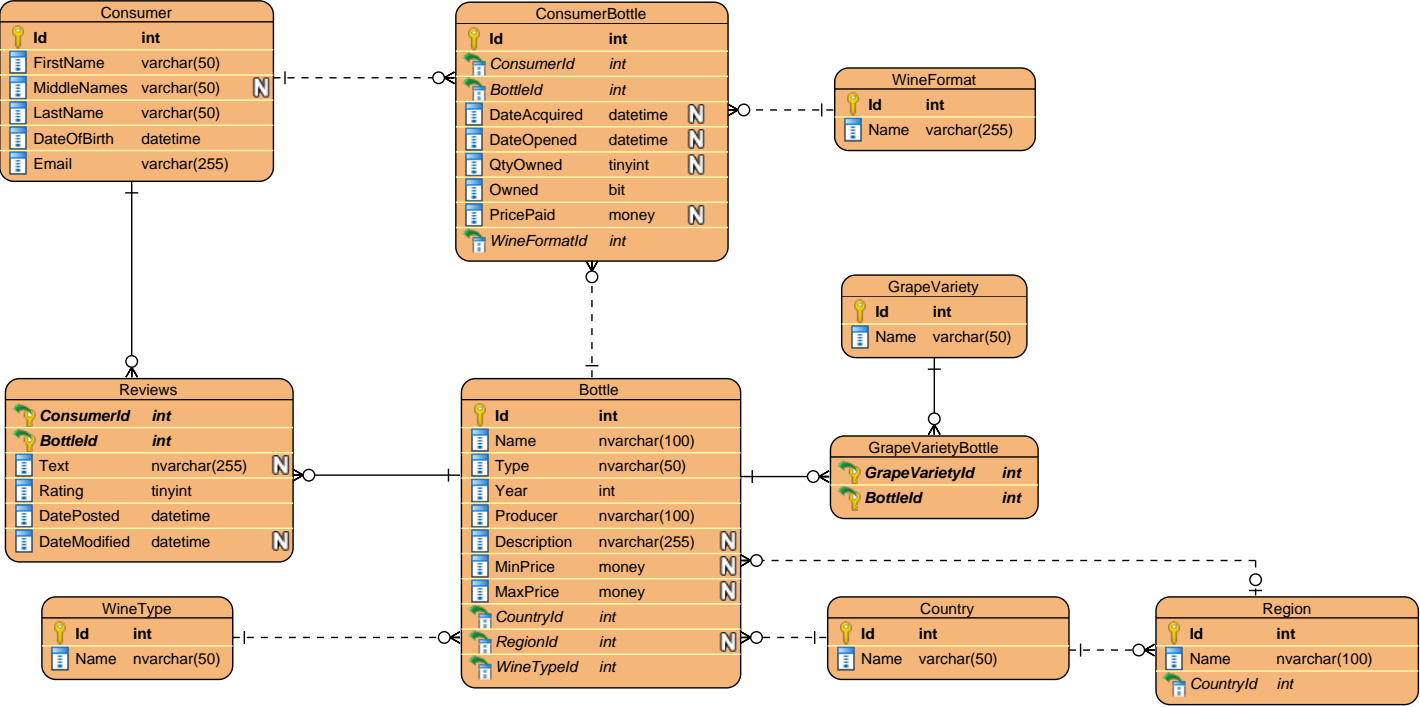 Consumer
Id int
FirstName varchar(50)
MiddleNames varchar(50) N
LastName varchar(50)
DateOfBirth datetime
Email varchar(255)
ConsumerBottle
Id int
ConsumerId int
BottleId int
DateAcquired datetime N
DateOpened datetime N
QtyOwned tinyint N
Owned bit
PricePaid money N
WineFormatId int
WineFormat
Id int
Name varchar(255)
GrapeVariety
Id int
Name varchar(50)
Reviews
ConsumerId int
BottleId int
Text nvarchar(255) N
Rating tinyint
DatePosted datetime
DateModified datetime N
Bottle
Id int
Name nvarchar(100)
Type nvarchar(50)
Year int
Producer nvarchar(100)
Description nvarchar(255) N
MinPrice money N
MaxPrice money N
CountryId int
RegionId int N
WineTypeId int
GrapeVarietyBottle
GrapeVarietyId int
BottleId int
WineType
Id int
Name nvarchar(50)
Country
Id int
Name varchar(50)
Region
Id int
Name nvarchar(100)
CountryId int